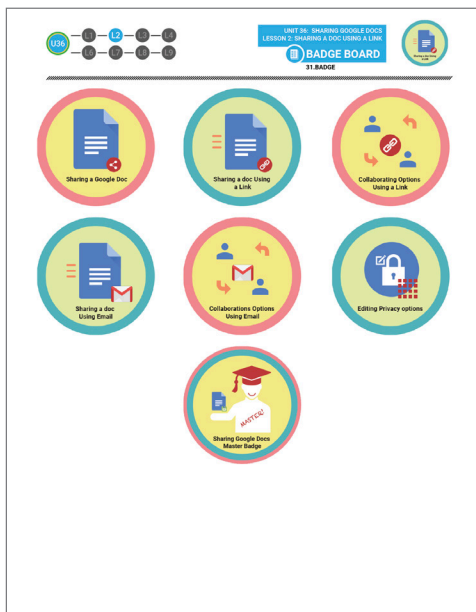 U36
L1
L2
L3
L4
L6
L7
L8
L9
UNIT 36: SHARING GOOGLE DOCS
LESSON 2: SHARING A DOC USING A LINK
BADGE BOARD
31.BADGE
Sharing a Google Doc
Sharing a doc Using
a Link
Collaborating Options
Using a Link
Sharing a doc
Using Email
Collaborations Options
Using Email
Editing Privacy options
MASTER!
Sharing Google Docs
Master Badge